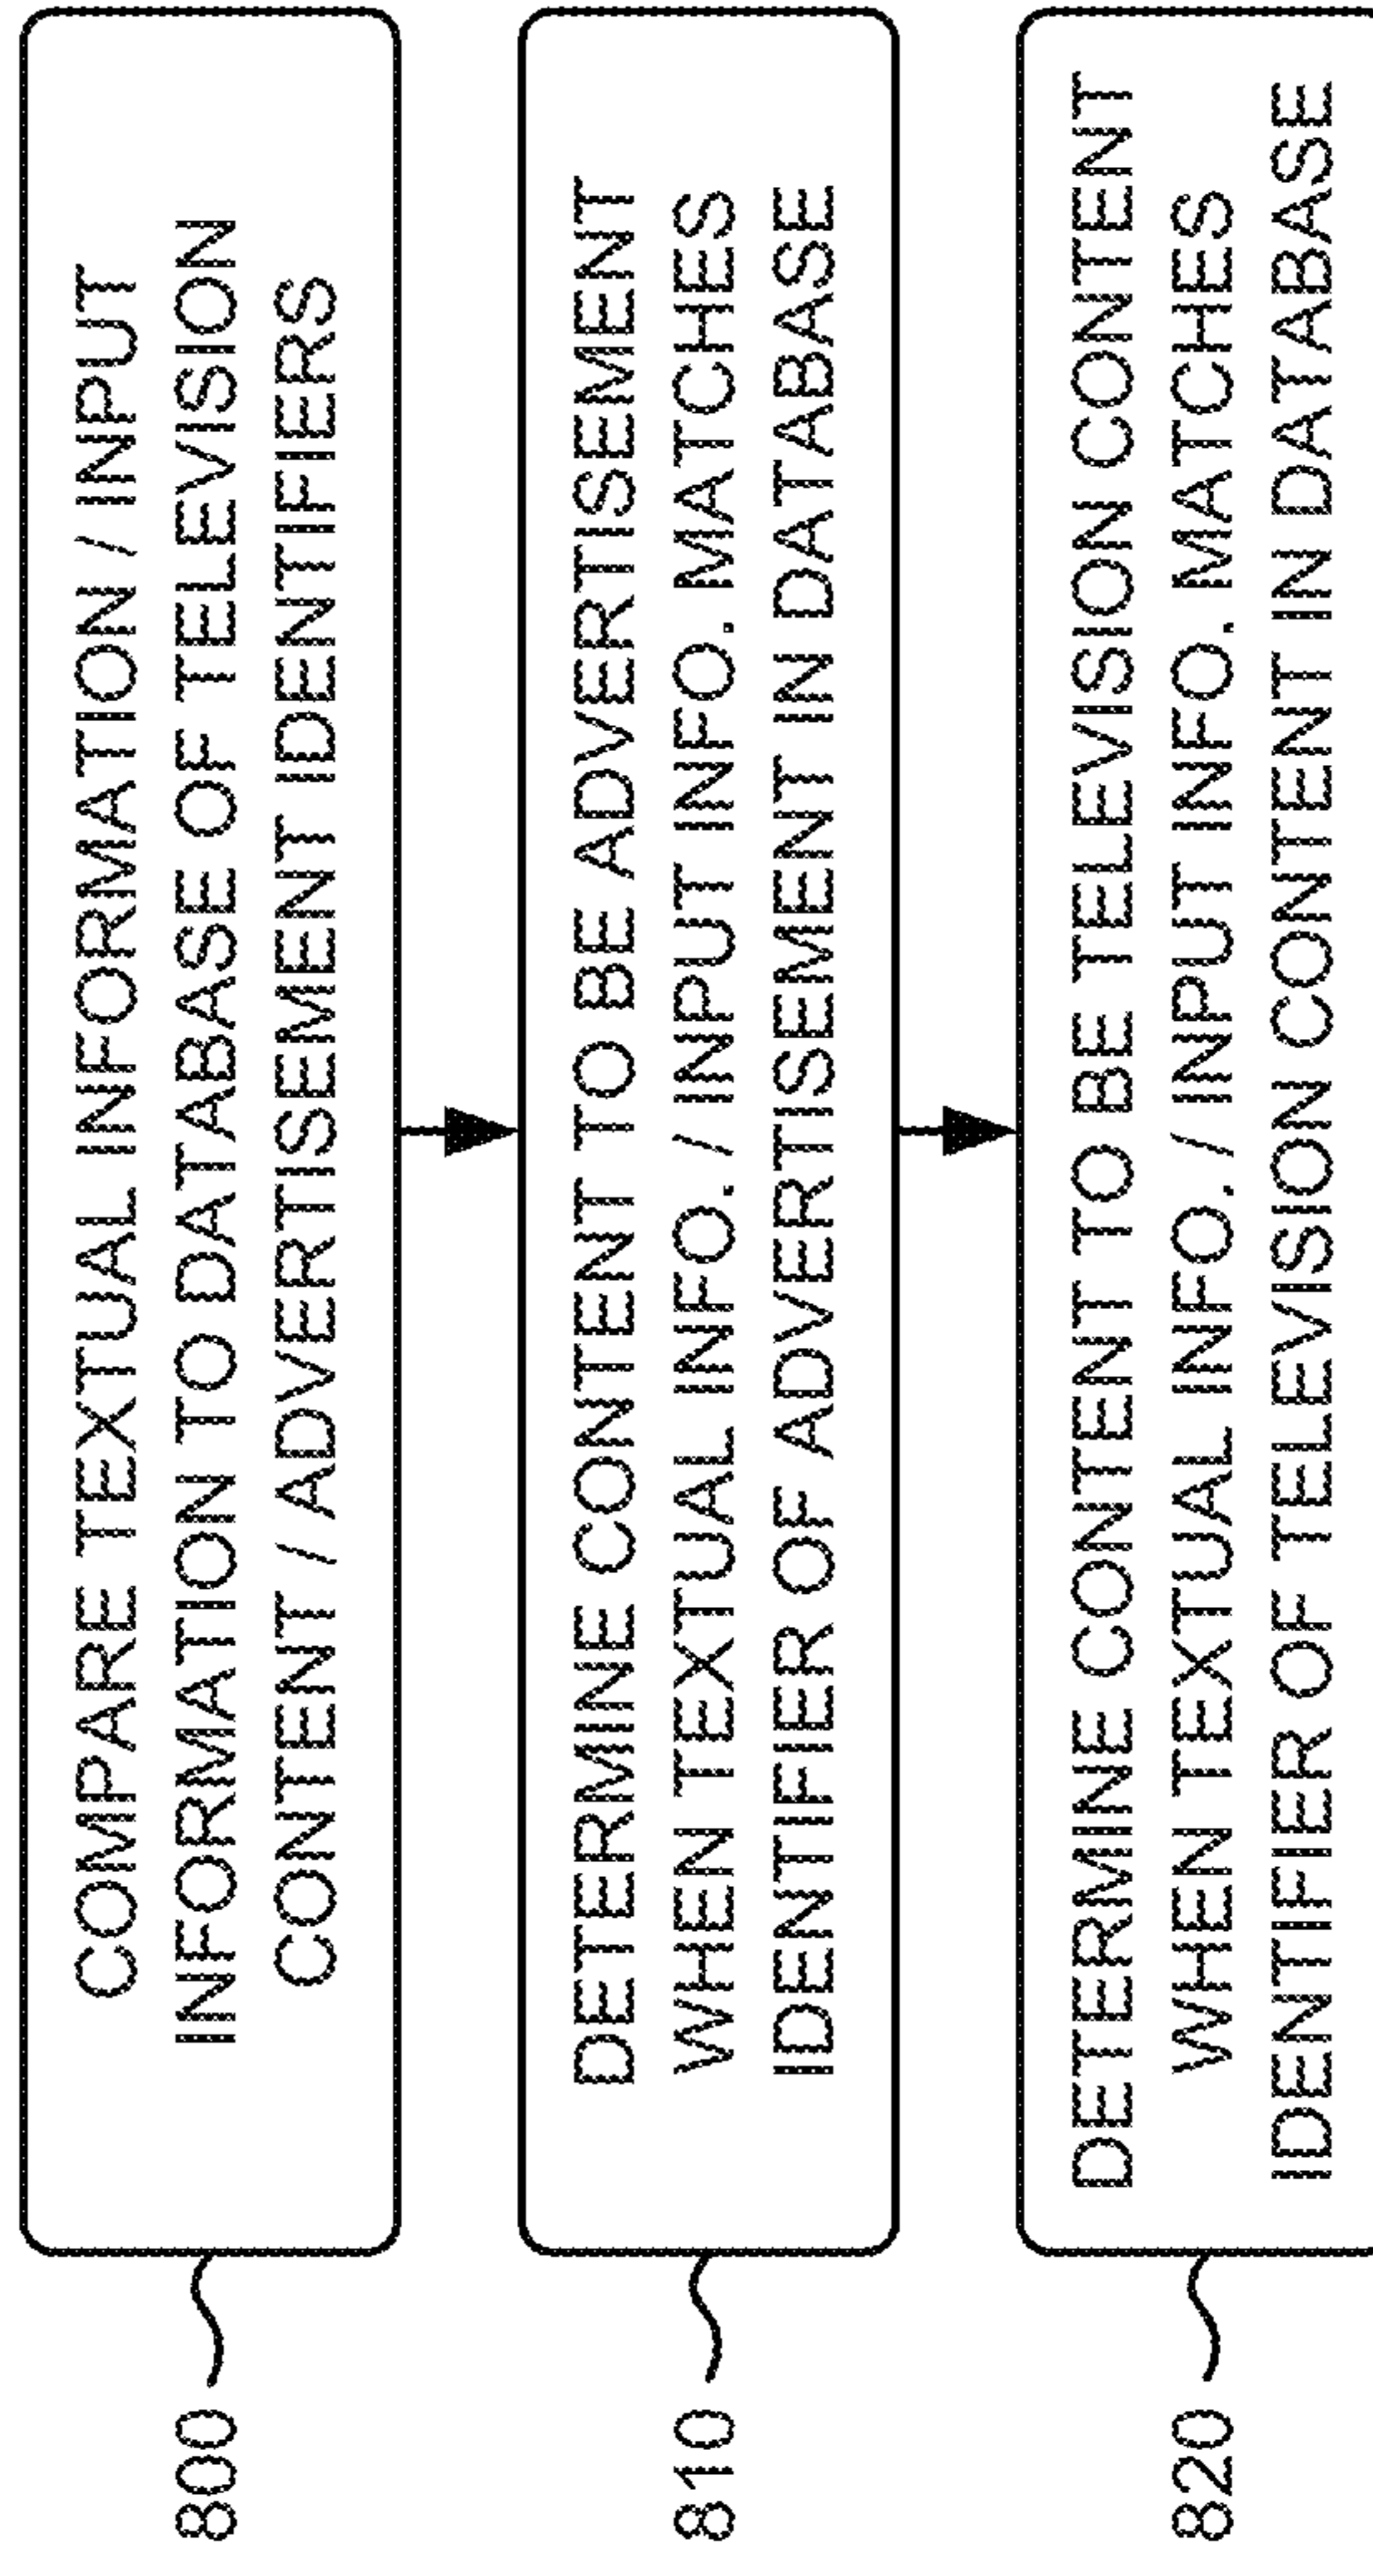 800
COMPARE TEXTUAL INFORMATION / INPUT
INFORMATION TO DATABASE OF TELEVISION
CONTENT / ADVERTISEMENT IDENTIFIERS
810
DETERMINE CONTENT TO BE ADVERTISEMENT
WHEN TEXTUAL INFO. / INPUT INFO. MATCHES
IDENTIFIER OF ADVERTISEMENT IN DATABASE
820
DETERMINE CONTENT TO BE TELEVISION CONTENT
WHEN TEXTUAL INFO. / INPUT INFO. MATCHES
IDENTIFIER OF TELEVISION CONTENT IN DATABASE